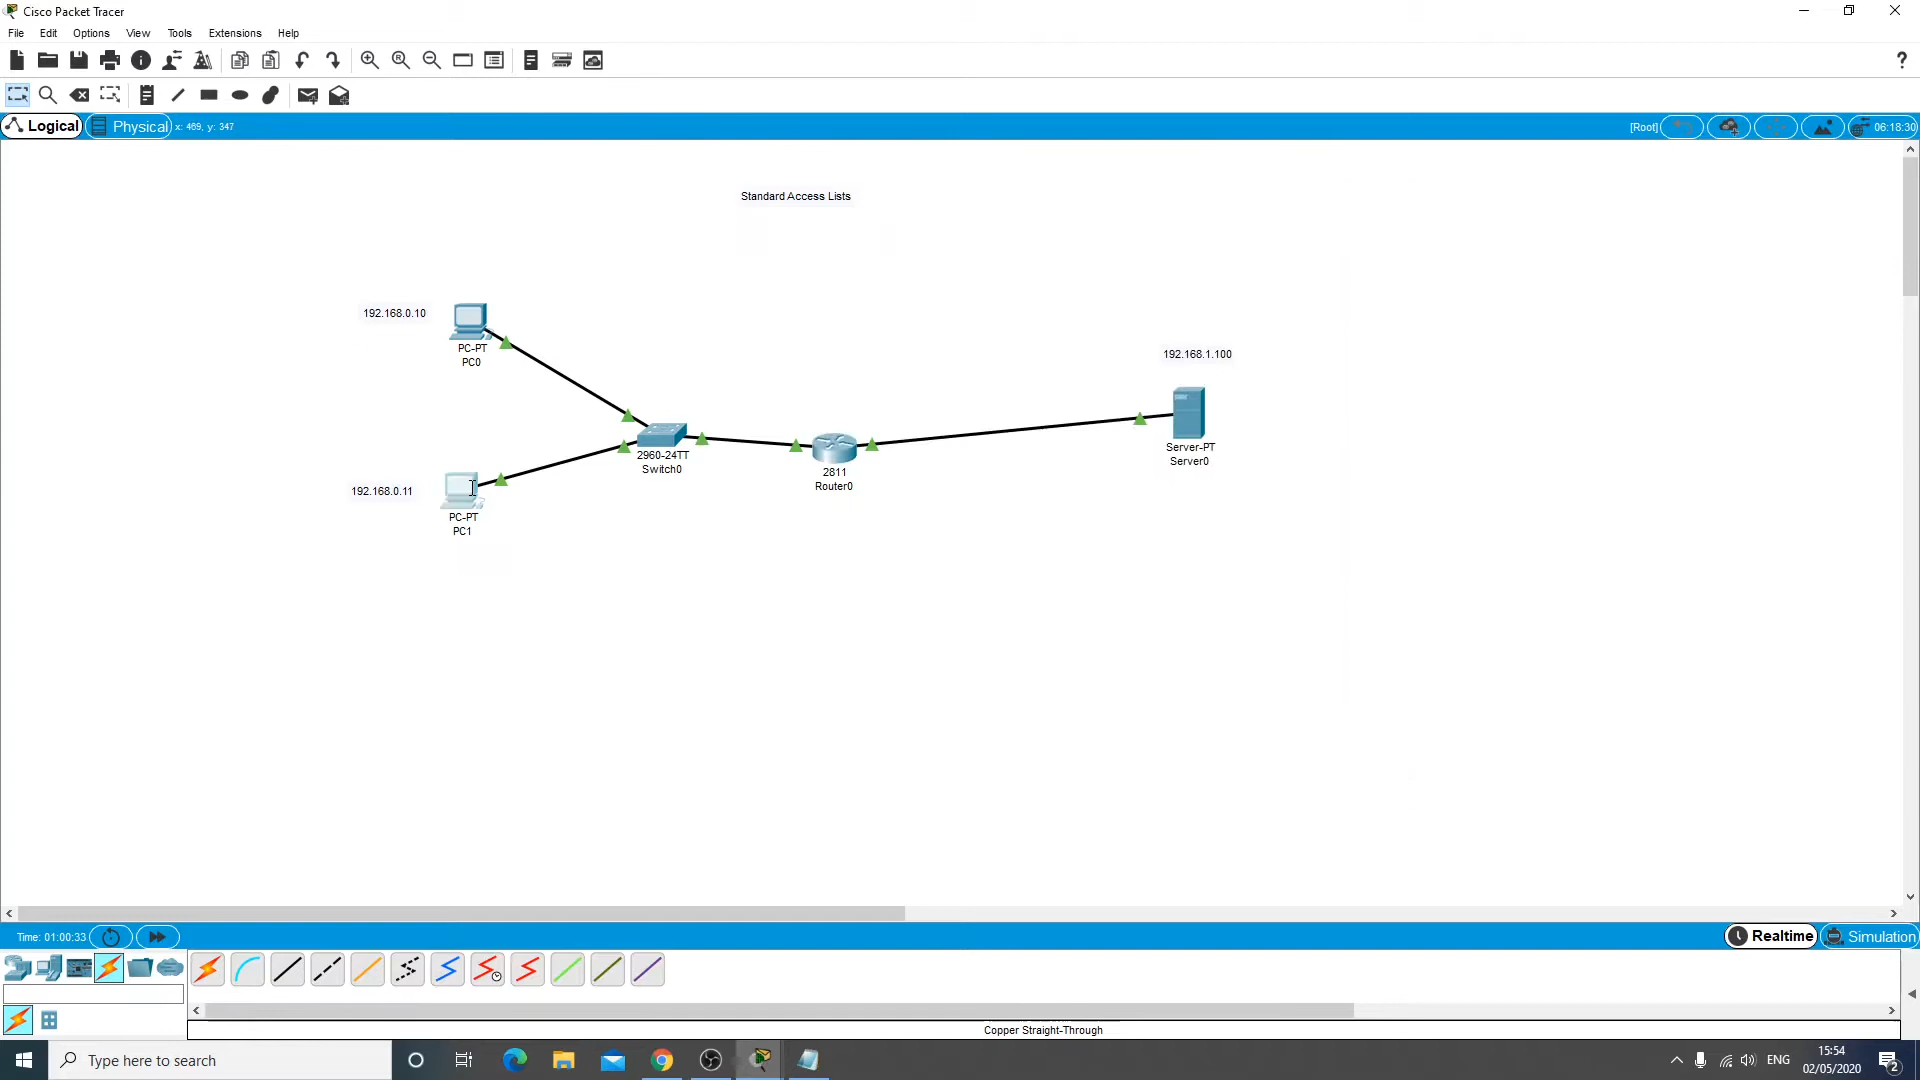 Cisco Packet Tracer
File Edit Options View Tools Extensions Help
?
Logical Physical x: 469, y: 347 [Root] 06:18:30
Standard Access Lists
192.168.0.10
PC-PT
PC0
192.168.1.100
Server-PT
Server0
2960-24TT
Switch0
2811
Router0
192.168.0.11
PC-PT
PC1
Time: 01:00:33 Realtime Simulation
Copper Straight-Through
Type here to search
ENG
15:54
02/05/2020
2